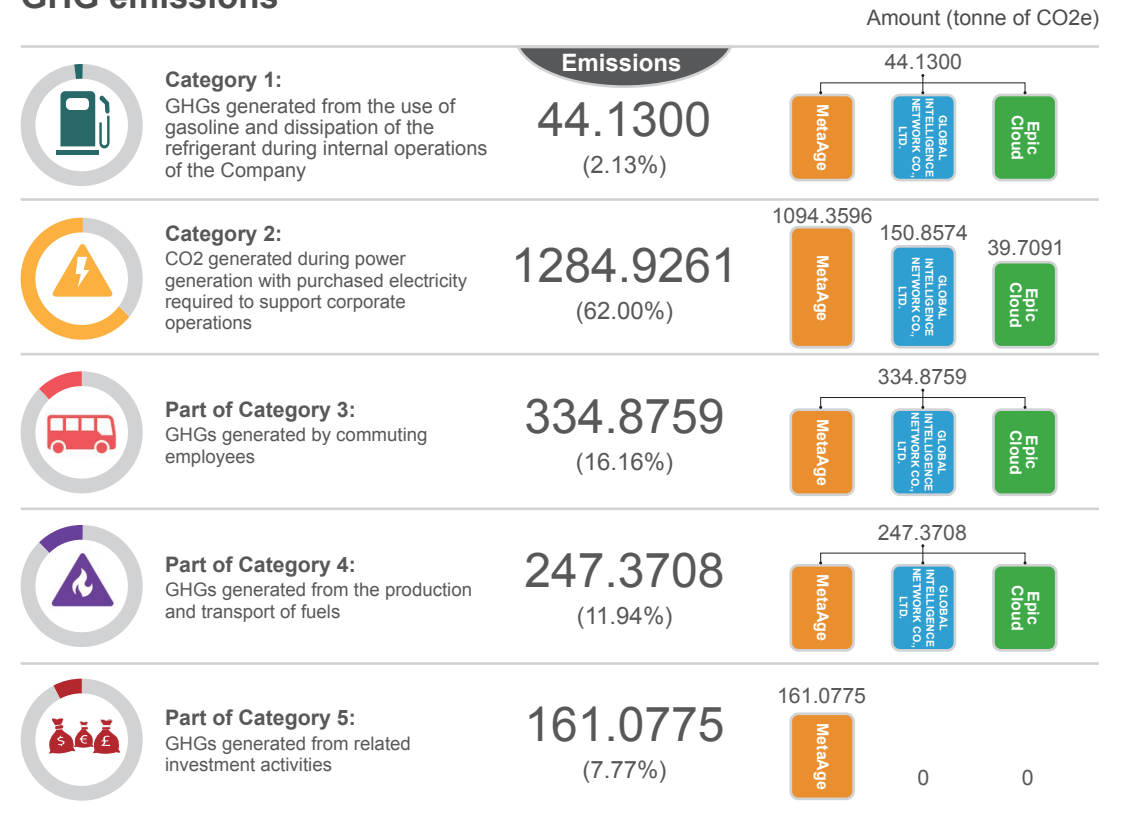 GHG emissions
Amount (tonne of CO2e)
Emissions
Category 1:
GHGs generated from the use of
gasoline and dissipation of the
refrigerant during internal operations
of the Company
44.1300
(2.13%)
44.1300
MetaAge
GLOBAL
INTELLIGENCE
NETWORK CO.,
LTD.
Epic
Cloud
Category 2:
CO2 generated during power
generation with purchased electricity
required to support corporate
operations
1284.9261
(62.00%)
1094.3596
MetaAge
150.8574
GLOBAL
INTELLIGENCE
NETWORK CO.,
LTD.
39.7091
Epic
Cloud
Part of Category 3:
GHGs generated by commuting
employees
334.8759
(16.16%)
334.8759
MetaAge
GLOBAL
INTELLIGENCE
NETWORK CO.,
LTD.
Epic
Cloud
Part of Category 4:
GHGs generated from the production
and transport of fuels
247.3708
(11.94%)
247.3708
MetaAge
GLOBAL
INTELLIGENCE
NETWORK CO.,
LTD.
Epic
Cloud
$ € £
Part of Category 5:
GHGs generated from related
investment activities
161.0775
(7.77%)
161.0775
MetaAge
0
0